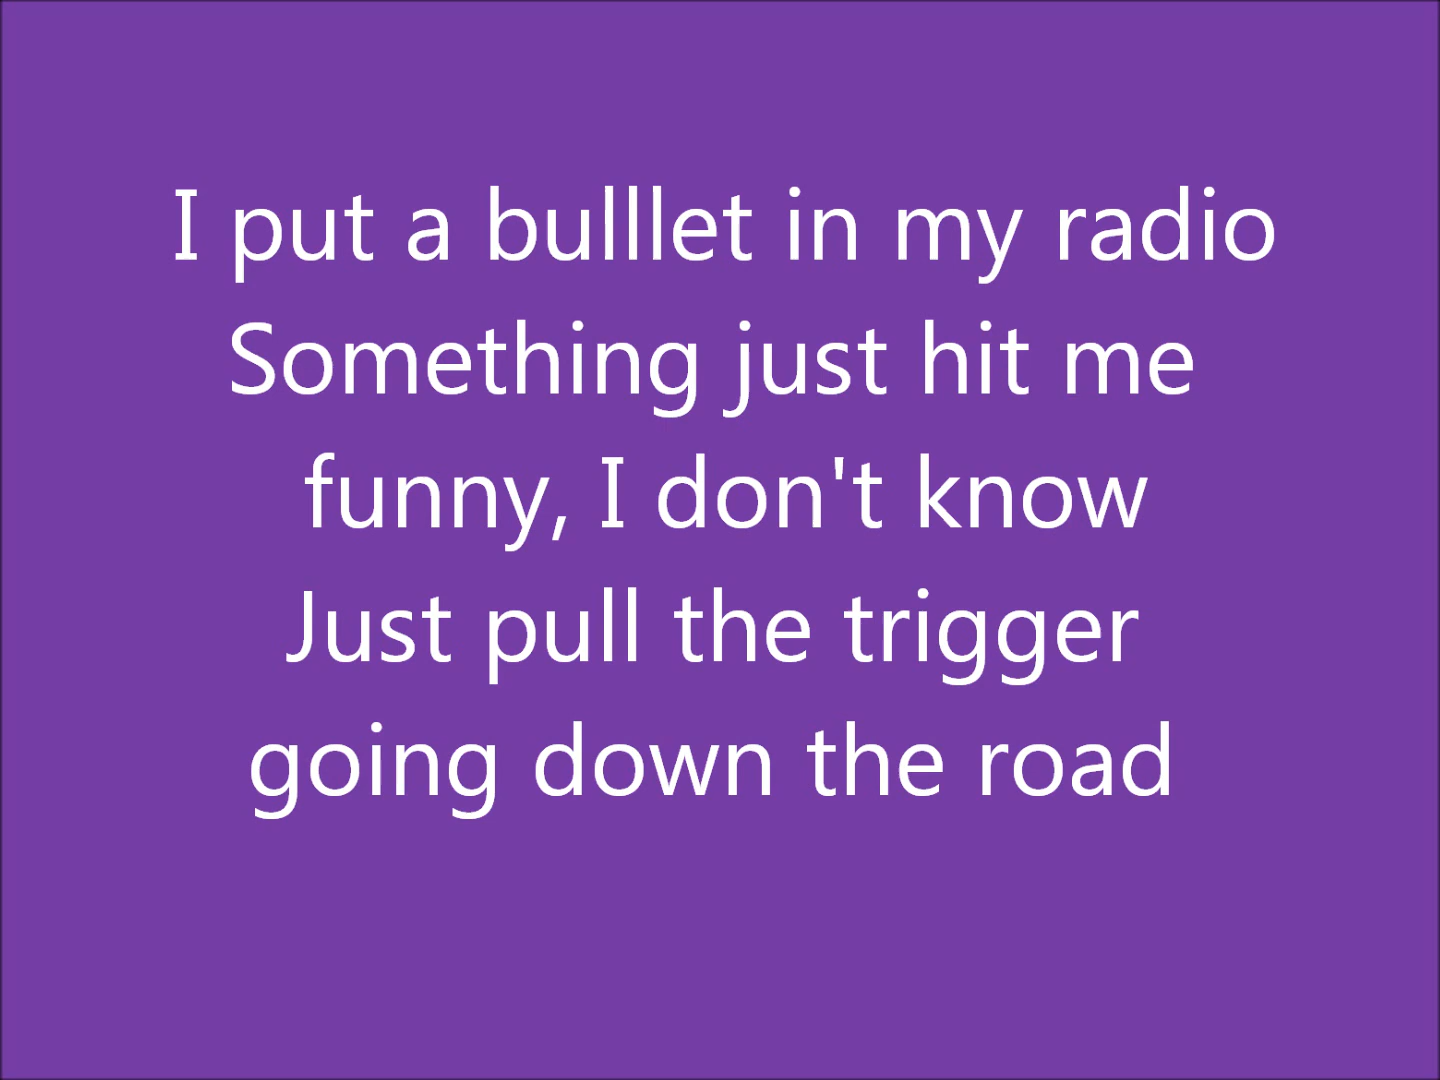 I put a bulllet in my radio
Something just hit me
funny, I don't know
Just pull the trigger
going down the road